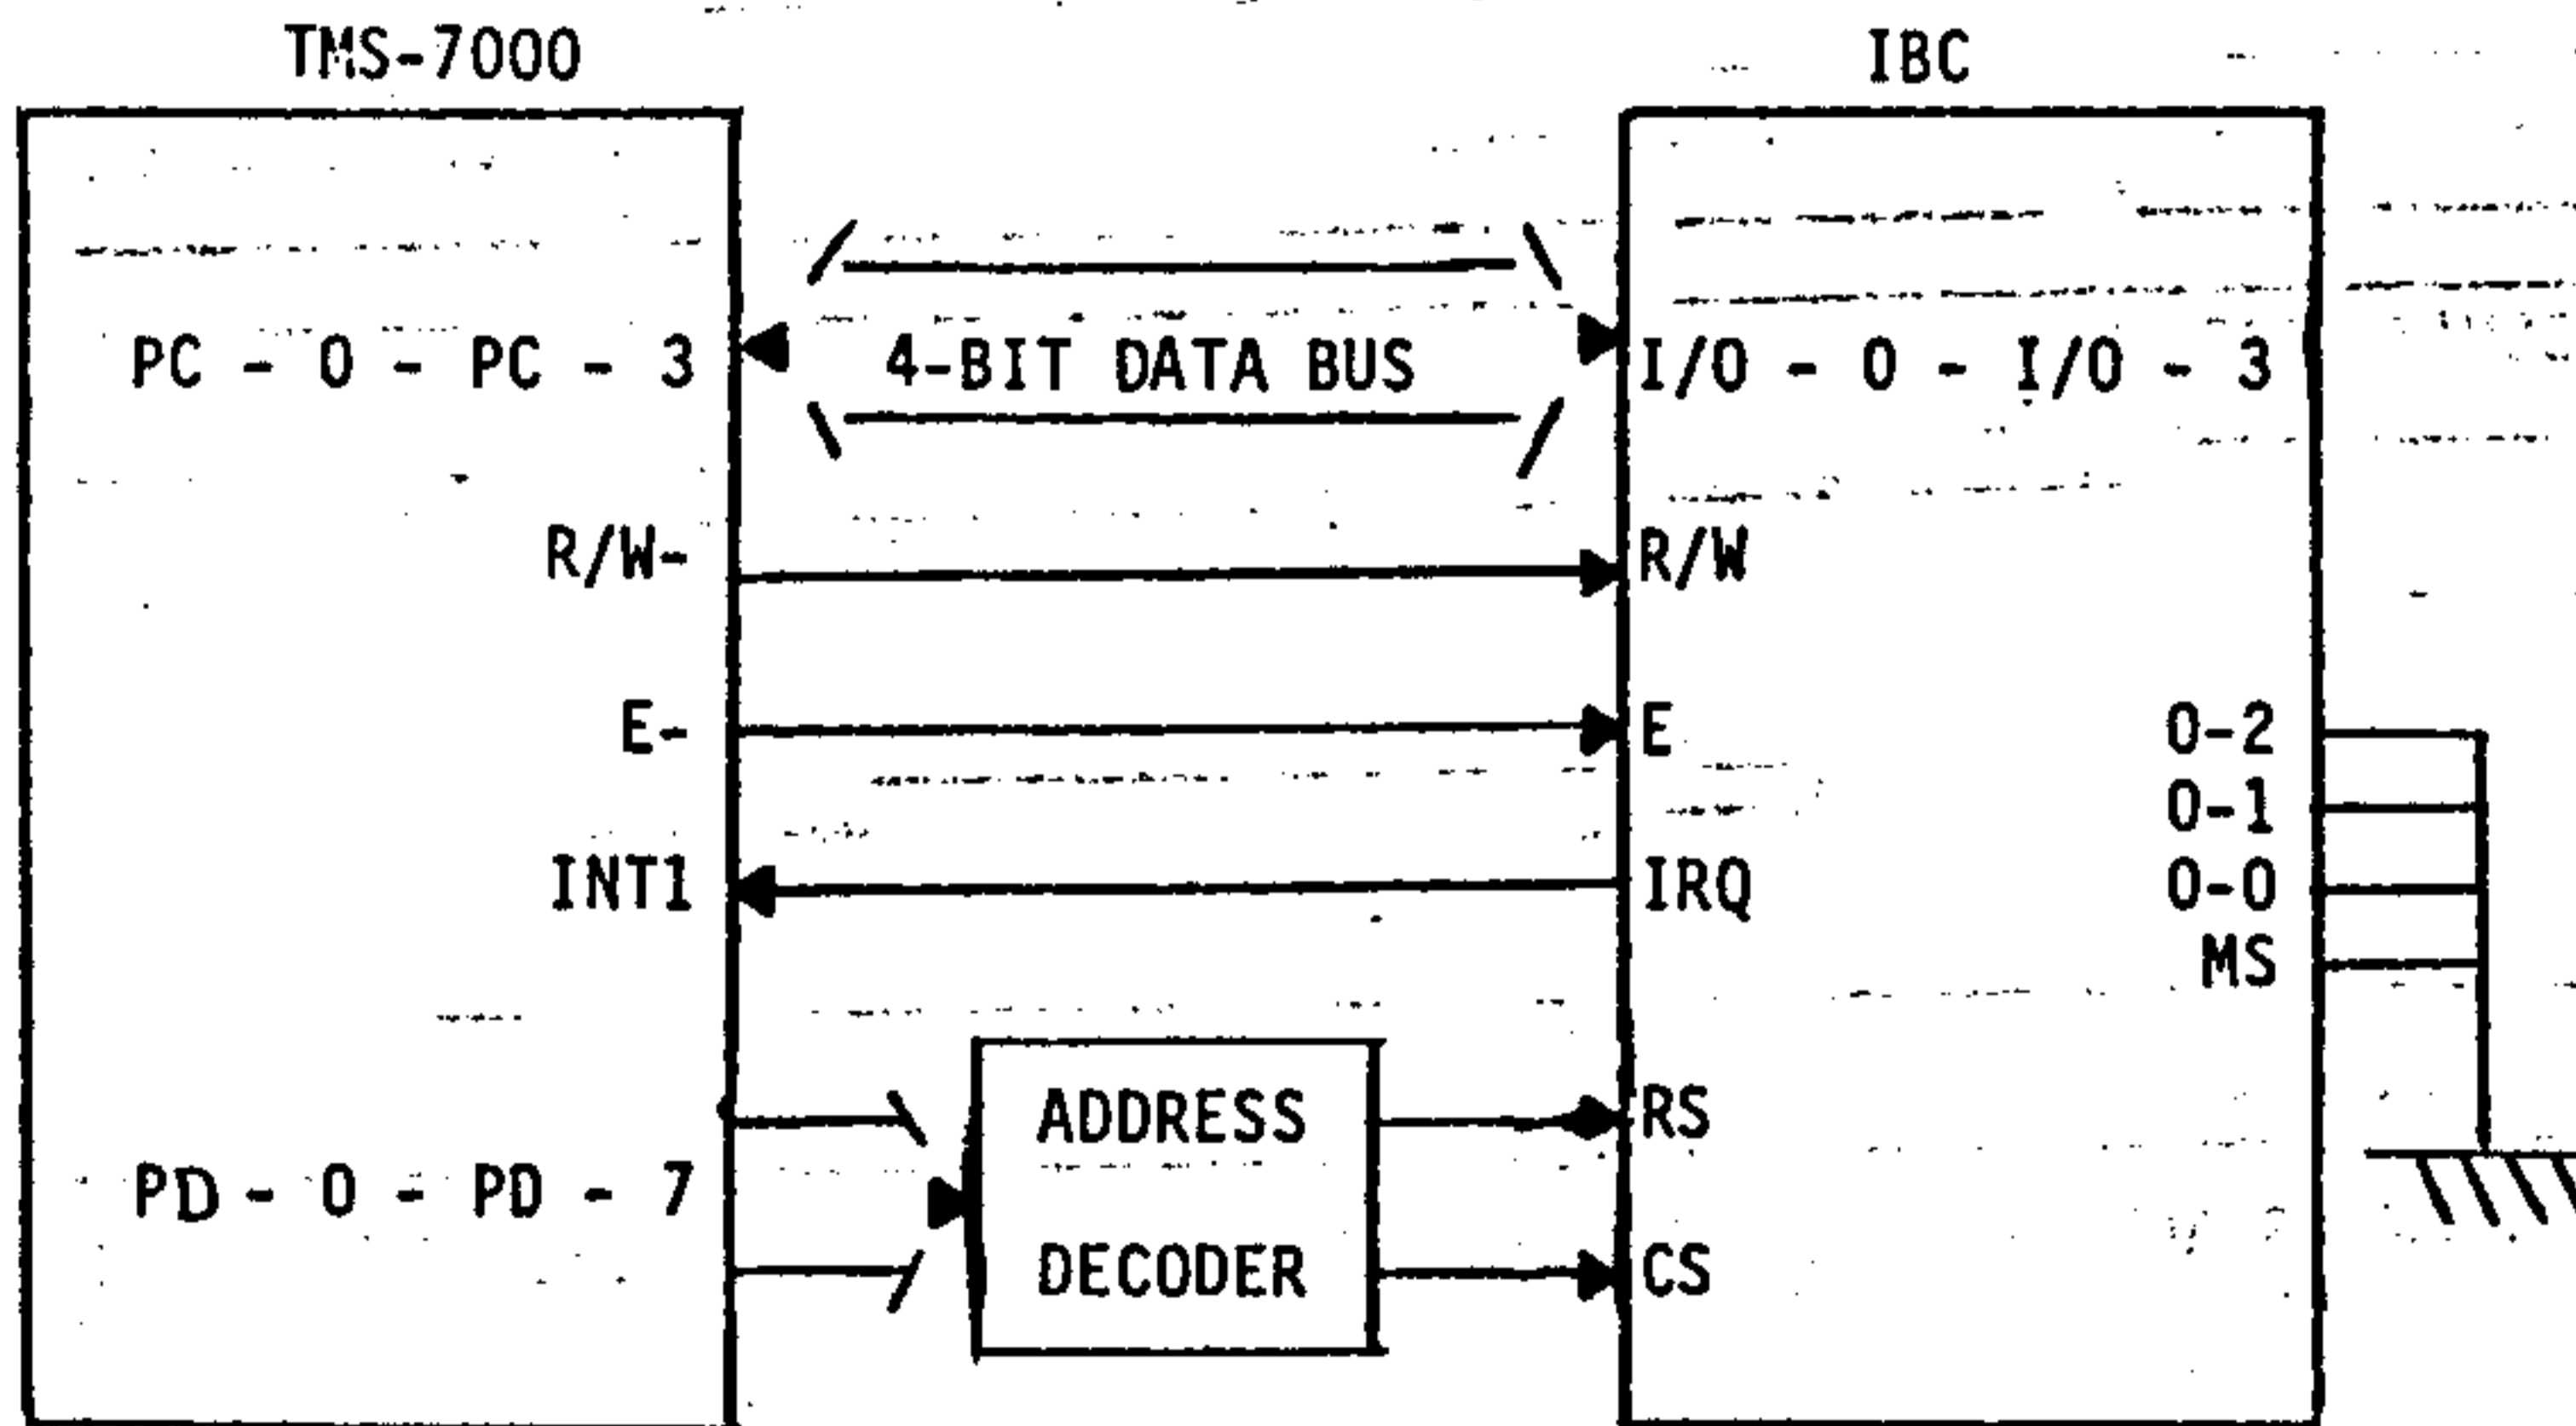 TMS-7000
IBC
PC - 0 - PC - 3
4-BIT DATA BUS
I/O - 0 - I/O - 3
R/W-
R/W
E-
E
0-2
0-1
INT1
IRQ
0-0
MS
ADDRESS
RS
PD - 0 - PD - 7
DECODER
CS